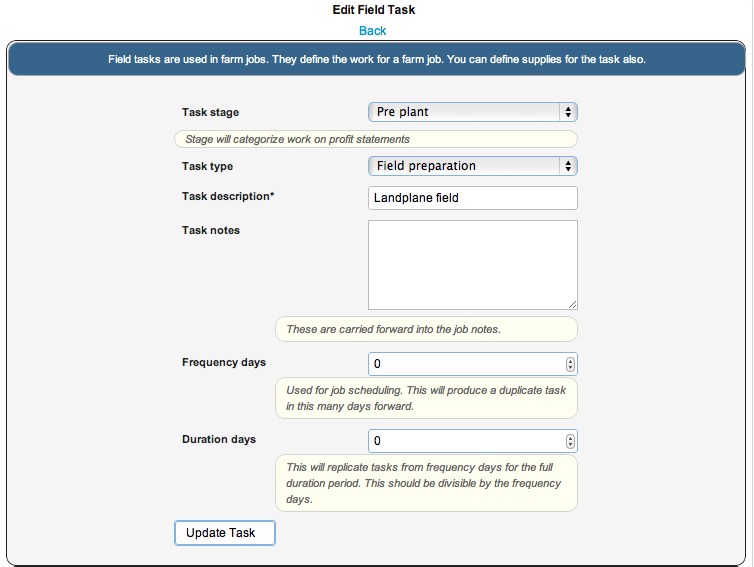 Edit Field Task
Back
Field tasks are used in farm jobs. They define the work for a farm job. You can define supplies for the task also.
Task stage
Pre plant
Stage will categorize work on profit statements
Task type
Field preparation
Task description*
Landplane field
Task notes
These are carried forward into the job notes.
Frequency days
0
Used for job scheduling. This will produce a duplicate task
in this many days forward.
Duration days
0
This will replicate tasks from frequency days for the full
duration period. This should be divisible by the frequency
days.
Update Task